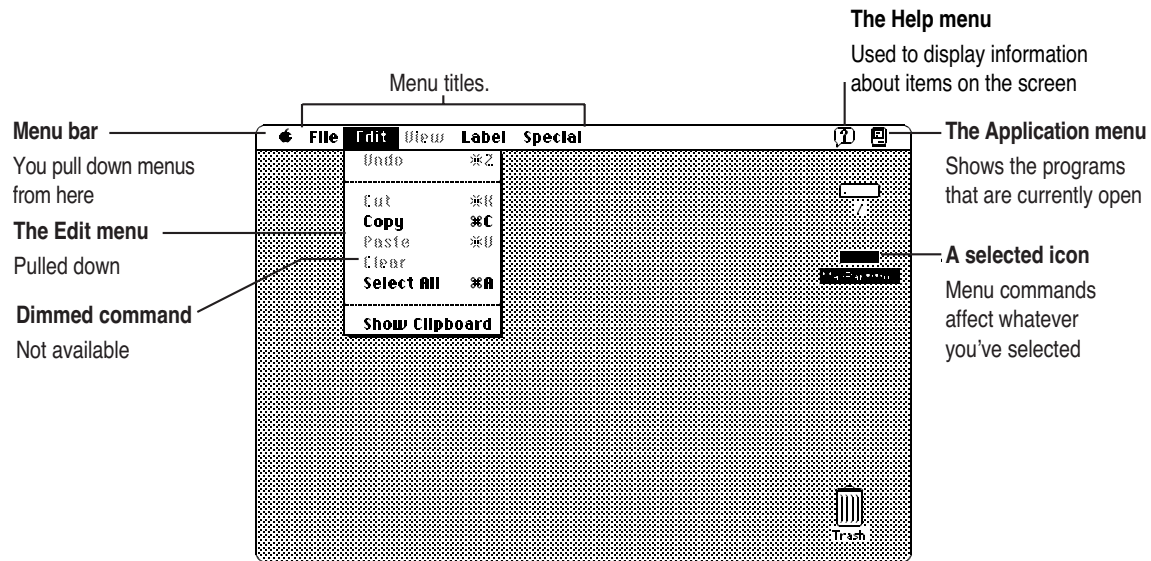 The Help menu
Used to display information
about items on the screen
Menu titles.
Menu bar
You pull down menus
from here
The Edit menu
Pulled down
Dimmed command
Not available
File Edit View Label Special
Undo ⌘Z
Cut ⌘X
Copy ⌘C
Paste ⌘V
Clear
Select All ⌘A
Show Clipboard
Trash
The Application menu
Shows the programs
that are currently open
A selected icon
Menu commands
affect whatever
you've selected